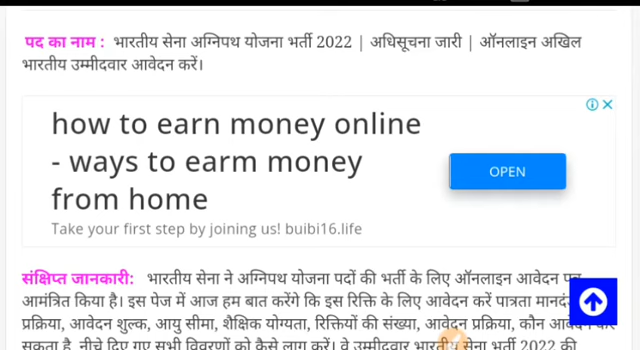 पद का नाम : भारतीय सेना अग्निपथ योजना भर्ती 2022 | अधिसूचना जारी | ऑनलाइन अखिल
भारतीय उम्मीदवार आवेदन करें।
how to earn money online
- ways to earm money
from home
OPEN
Take your first step by joining us! buibi16.life
संक्षिप्त जानकारी: भारतीय सेना ने अग्निपथ योजना पदों की भर्ती के लिए ऑनलाइन आवेदन
आमंत्रित किया है। इस पेज में आज हम बात करेंगे कि इस रिक्ति के लिए आवेदन करें पात्रता
प्रक्रिया, आवेदन शुल्क, आयु सीमा, शैक्षिक योग्यता, रिक्तियों की संख्या, आवेदन प्रक्रिया, कौन
सकता है, नीचे दिए गए सभी विवरणों को कैसे लागू करें। वे उम्मीदवार सेना भर्ती 2022 की